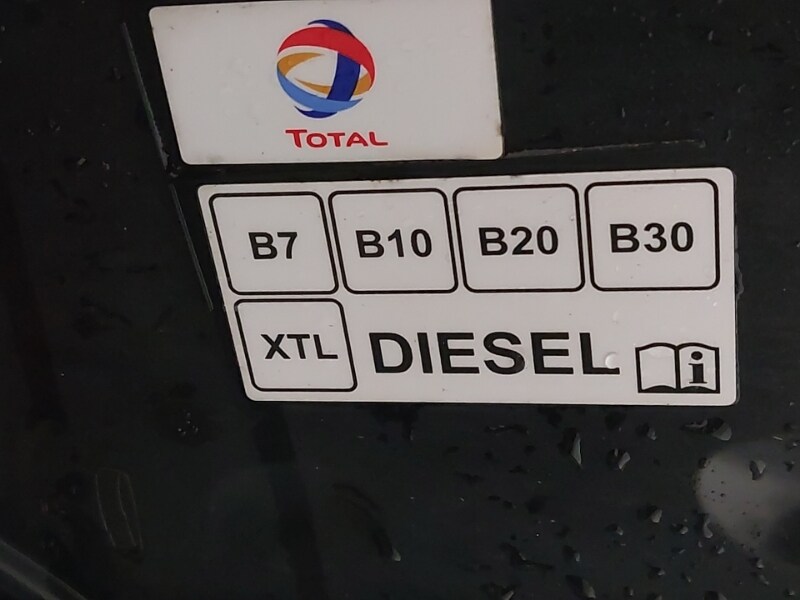 TOTAL
B7 B10 B20 B30
XTL DIESEL i